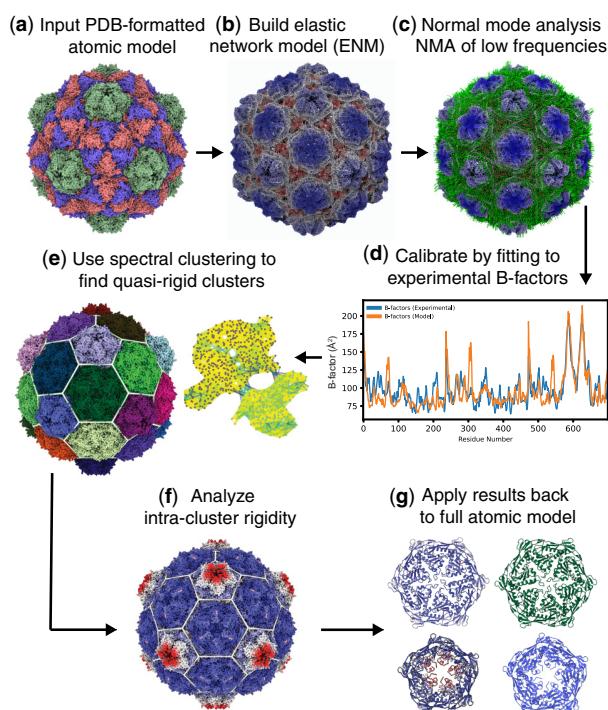 (a) Input PDB-formatted
atomic model
(b) Build elastic
network model (ENM)
(c) Normal mode analysis
NMA of low frequencies
(e) Use spectral clustering to
find quasi-rigid clusters
(d) Calibrate by fitting to
experimental B-factors
B-factors (Experimental)
B-factors (Model)
B-factor (Å²)
200
175
150
125
100
75
0 100 200 300 400 500 600
Residue Number
(f) Analyze
intra-cluster rigidity
(g) Apply results back
to full atomic model